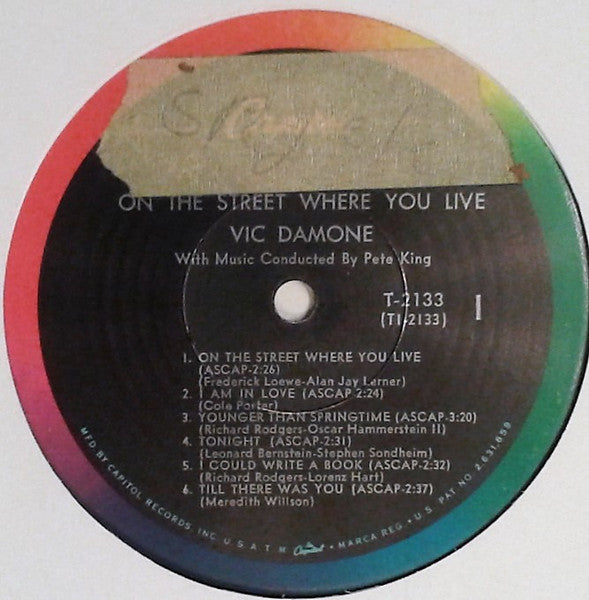 Capitol
ON THE STREET WHERE YOU LIVE
VIC DAMONE
With Music Conducted By Pete King
T-2133
(T1-2133)
1
1. ON THE STREET WHERE YOU LIVE
(ASCAP-2:26)
(Frederick Loewe-Alan Jay Lerner)
2. I AM IN LOVE (ASCAP-2:24)
(Cole Porter)
3. YOUNGER THAN SPRINGTIME (ASCAP-3:20)
(Richard Rodgers-Oscar Hammerstein II)
4. TONIGHT (ASCAP-2:31)
(Leonard Bernstein-Stephen Sondheim)
5. I COULD WRITE A BOOK (ASCAP-2:32)
(Richard Rodgers-Lorenz Hart)
6. TILL THERE WAS YOU (ASCAP-2:37)
(Meredith Willson)
MFD. BY CAPITOL RECORDS, INC. U.S.A. T.M. Capitol • MARCA REG. • U.S. PAT. NO. 2,631,859